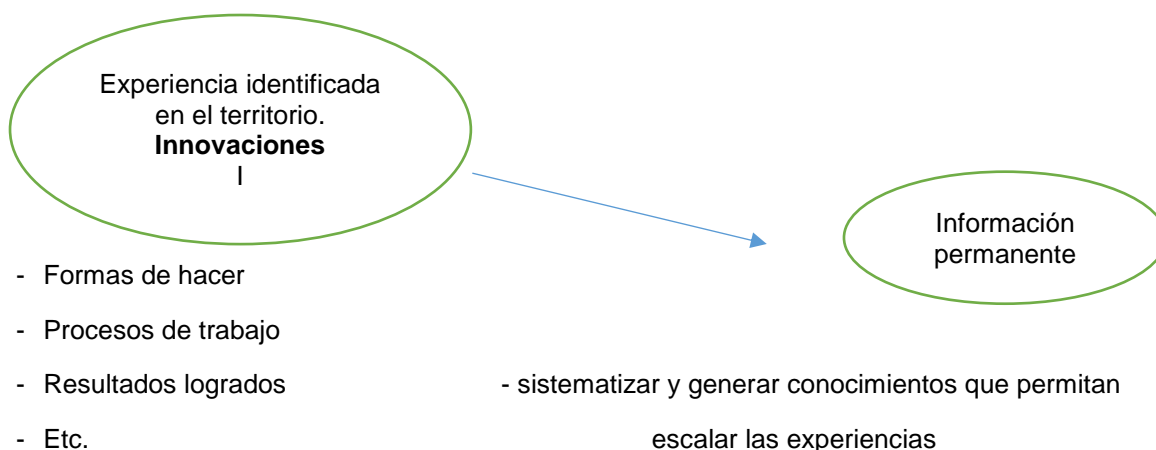 Experiencia identificada
en el territorio.
Innovaciones
I
Información
permanente
- Formas de hacer
- Procesos de trabajo
- Resultados logrados
- Etc.
- sistematizar y generar conocimientos que permitan
escalar las experiencias